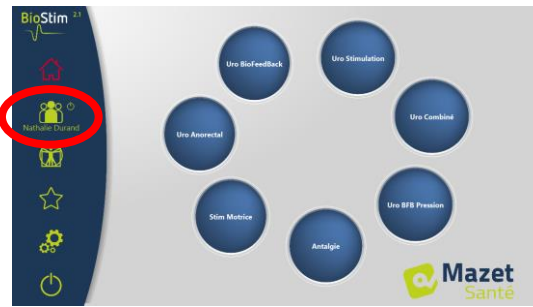 BioStim 2.1
Nathalie Durand
Uro BioFeedBack
Uro Stimulation
Uro Anorectal
Uro Combiné
Stim Motrice
Uro BFB Pression
Antalgie
Mazet
Santé